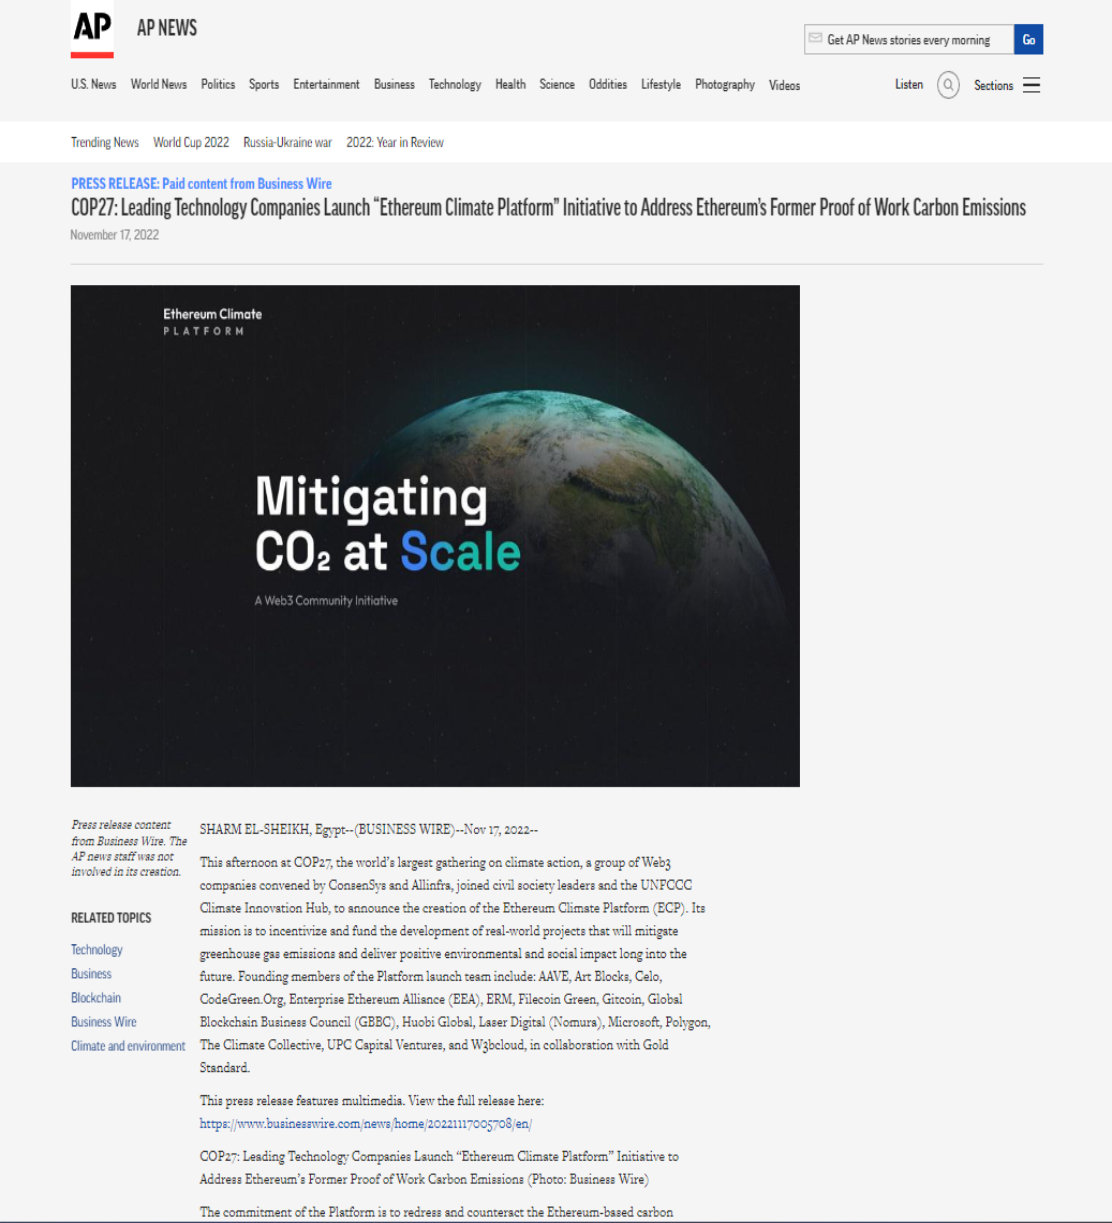 AP AP NEWS
Get AP News stories every morning Go
U.S. News World News Politics Sports Entertainment Business Technology Health Science Oddities Lifestyle Photography Videos Listen Sections
Trending News World Cup 2022 Russia-Ukraine war 2022: Year in Review
PRESS RELEASE: Paid content from Business Wire
COP27: Leading Technology Companies Launch “Ethereum Climate Platform” Initiative to Address Ethereum’s Former Proof of Work Carbon Emissions
November 17, 2022
Ethereum Climate
PLATFORM
Mitigating
CO₂ at Scale
A Web3 Community Initiative
Press release content
from Business Wire. The
AP news staff was not
involved in its creation.
RELATED TOPICS
Technology
Business
Blockchain
Business Wire
Climate and environment
SHARM EL-SHEIKH, Egypt--(BUSINESS WIRE)--Nov 17, 2022--
This afternoon at COP27, the world’s largest gathering on climate action, a group of Web3
companies convened by ConsenSys and Allinfra, joined civil society leaders and the UNFCCC
Climate Innovation Hub, to announce the creation of the Ethereum Climate Platform (ECP). Its
mission is to incentivize and fund the development of real-world projects that will mitigate
greenhouse gas emissions and deliver positive environmental and social impact long into the
future. Founding members of the Platform launch team include: AAVE, Art Blocks, Celo,
CodeGreen.Org, Enterprise Ethereum Alliance (EEA), ERM, Filecoin Green, Gitcoin, Global
Blockchain Business Council (GBBC), Huobi Global, Laser Digital (Nomura), Microsoft, Polygon,
The Climate Collective, UPC Capital Ventures, and W3bcloud, in collaboration with Gold
Standard.
This press release features multimedia. View the full release here:
https://www.businesswire.com/news/home/20221117005708/en/
COP27: Leading Technology Companies Launch “Ethereum Climate Platform” Initiative to
Address Ethereum’s Former Proof of Work Carbon Emissions (Photo: Business Wire)
The commitment of the Platform is to redress and counteract the Ethereum-based carbon